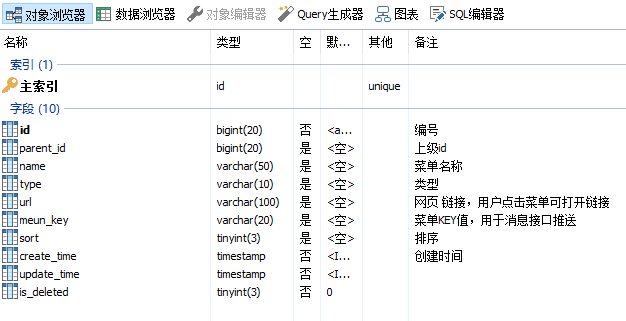 对象浏览器 数据浏览器 对象编辑器 Query生成器 图表 SQL编辑器
名称 类型 空 默... 其他 备注
索引 (1)
主索引 id unique
字段 (10)
id bigint(20) 否 <a... 编号
parent_id bigint(20) 是 <空> 上级id
name varchar(50) 是 <空> 菜单名称
type varchar(10) 是 <空> 类型
url varchar(100) 是 <空> 网页 链接，用户点击菜单可打开链接
meun_key varchar(20) 是 <空> 菜单KEY值，用于消息接口推送
sort tinyint(3) 是 <空> 排序
create_time timestamp 否 <I... 创建时间
update_time timestamp 否 <I...
is_deleted tinyint(3) 否 0